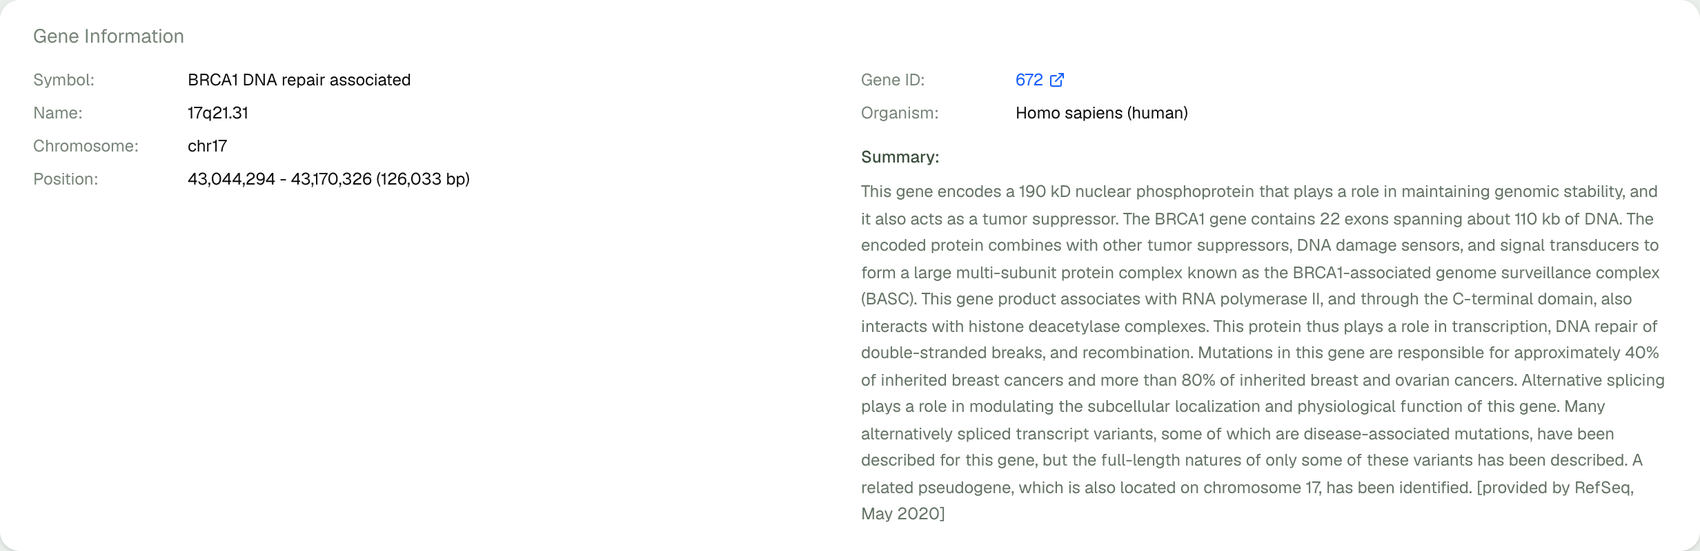 Gene Information
Symbol: BRCA1 DNA repair associated
Name: 17q21.31
Chromosome: chr17
Position: 43,044,294 - 43,170,326 (126,033 bp)
Gene ID: 672
Organism: Homo sapiens (human)
Summary:
This gene encodes a 190 kD nuclear phosphoprotein that plays a role in maintaining genomic stability, and
it also acts as a tumor suppressor. The BRCA1 gene contains 22 exons spanning about 110 kb of DNA. The
encoded protein combines with other tumor suppressors, DNA damage sensors, and signal transducers to
form a large multi-subunit protein complex known as the BRCA1-associated genome surveillance complex
(BASC). This gene product associates with RNA polymerase II, and through the C-terminal domain, also
interacts with histone deacetylase complexes. This protein thus plays a role in transcription, DNA repair of
double-stranded breaks, and recombination. Mutations in this gene are responsible for approximately 40%
of inherited breast cancers and more than 80% of inherited breast and ovarian cancers. Alternative splicing
plays a role in modulating the subcellular localization and physiological function of this gene. Many
alternatively spliced transcript variants, some of which are disease-associated mutations, have been
described for this gene, but the full-length natures of only some of these variants has been described. A
related pseudogene, which is also located on chromosome 17, has been identified. [provided by RefSeq,
May 2020]